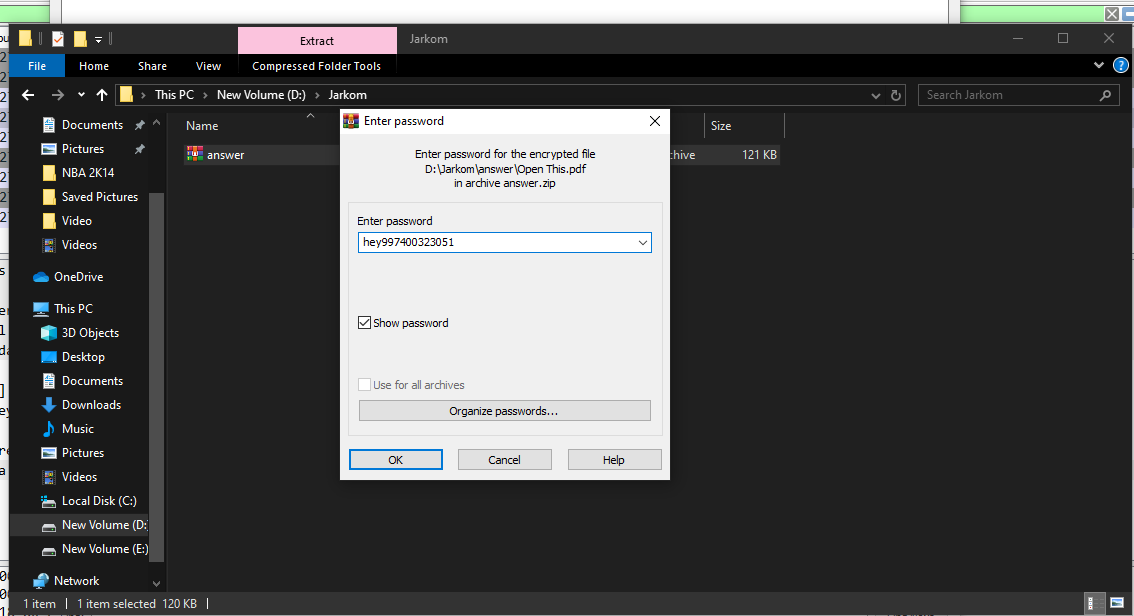 Extract
Jarkom
File
Home
Share
View
Compressed Folder Tools
This PC
New Volume (D:)
Jarkom
Search Jarkom
Documents
Pictures
NBA 2K14
Saved Pictures
Video
Videos
OneDrive
This PC
3D Objects
Desktop
Documents
Downloads
Music
Pictures
Videos
Local Disk (C:)
New Volume (D:
New Volume (E:)
Network
Name
Size
answer
chive
121 KB
Enter password
Enter password for the encrypted file
D:\Jarkom\answer\Open This.pdf
in archive answer.zip
Enter password
hey997400323051
Show password
Use for all archives
Organize passwords...
OK
Cancel
Help
1 item
1 item selected
120 KB